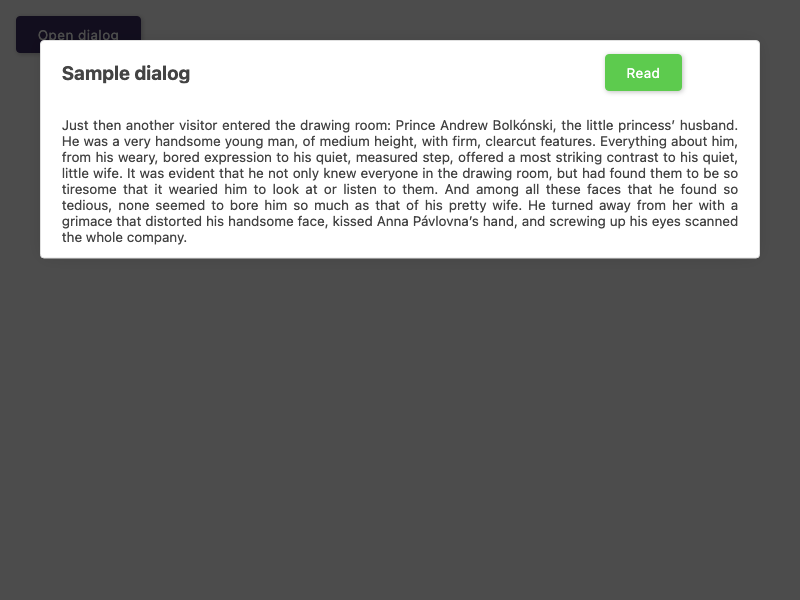 Open dialog
Sample dialog
Read
Just then another visitor entered the drawing room: Prince Andrew Bolkónski, the little princess’ husband.
He was a very handsome young man, of medium height, with firm, clearcut features. Everything about him,
from his weary, bored expression to his quiet, measured step, offered a most striking contrast to his quiet,
little wife. It was evident that he not only knew everyone in the drawing room, but had found them to be so
tiresome that it wearied him to look at or listen to them. And among all these faces that he found so
tedious, none seemed to bore him so much as that of his pretty wife. He turned away from her with a
grimace that distorted his handsome face, kissed Anna Pávlovna’s hand, and screwing up his eyes scanned
the whole company.